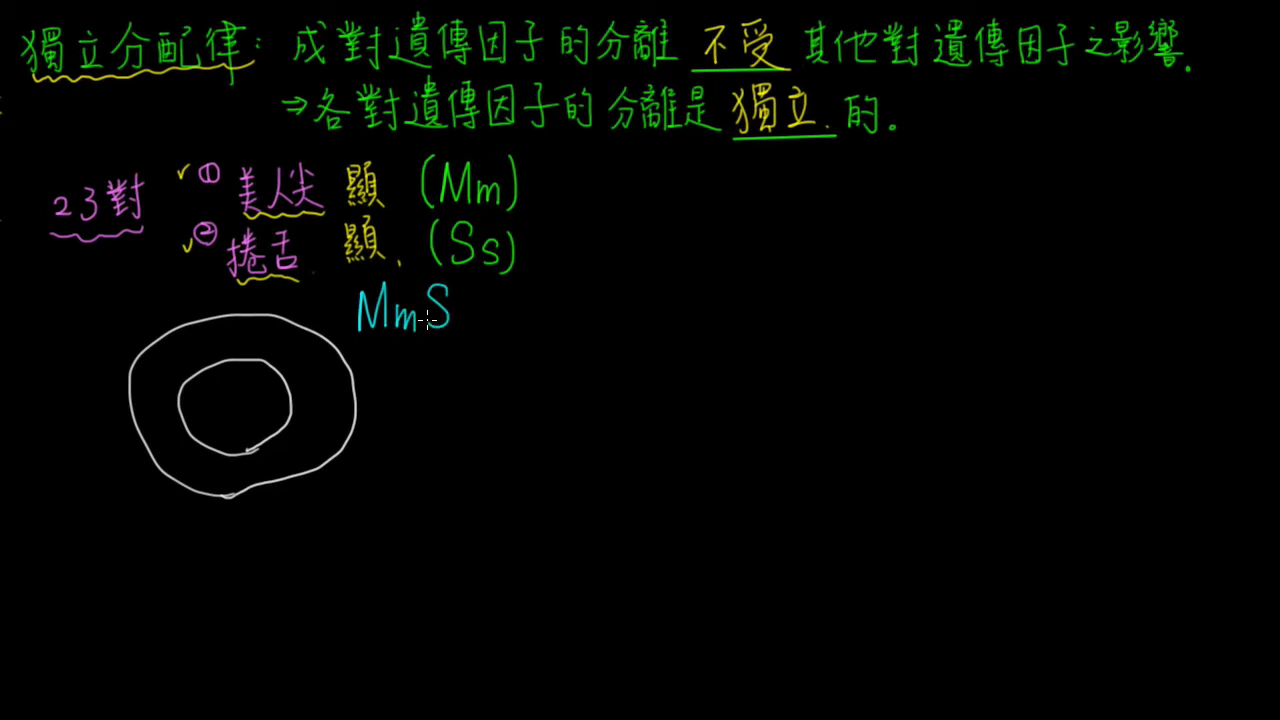 獨立分配律: 成對遺傳因子的分離 不受 其他對遺傳因子之影響.
⇒各對遺傳因子的分離是 獨立. 的。
23對 ✓① 美人尖 顯 (Mm)
✓② 捲舌. 顯. (Ss)
MmS